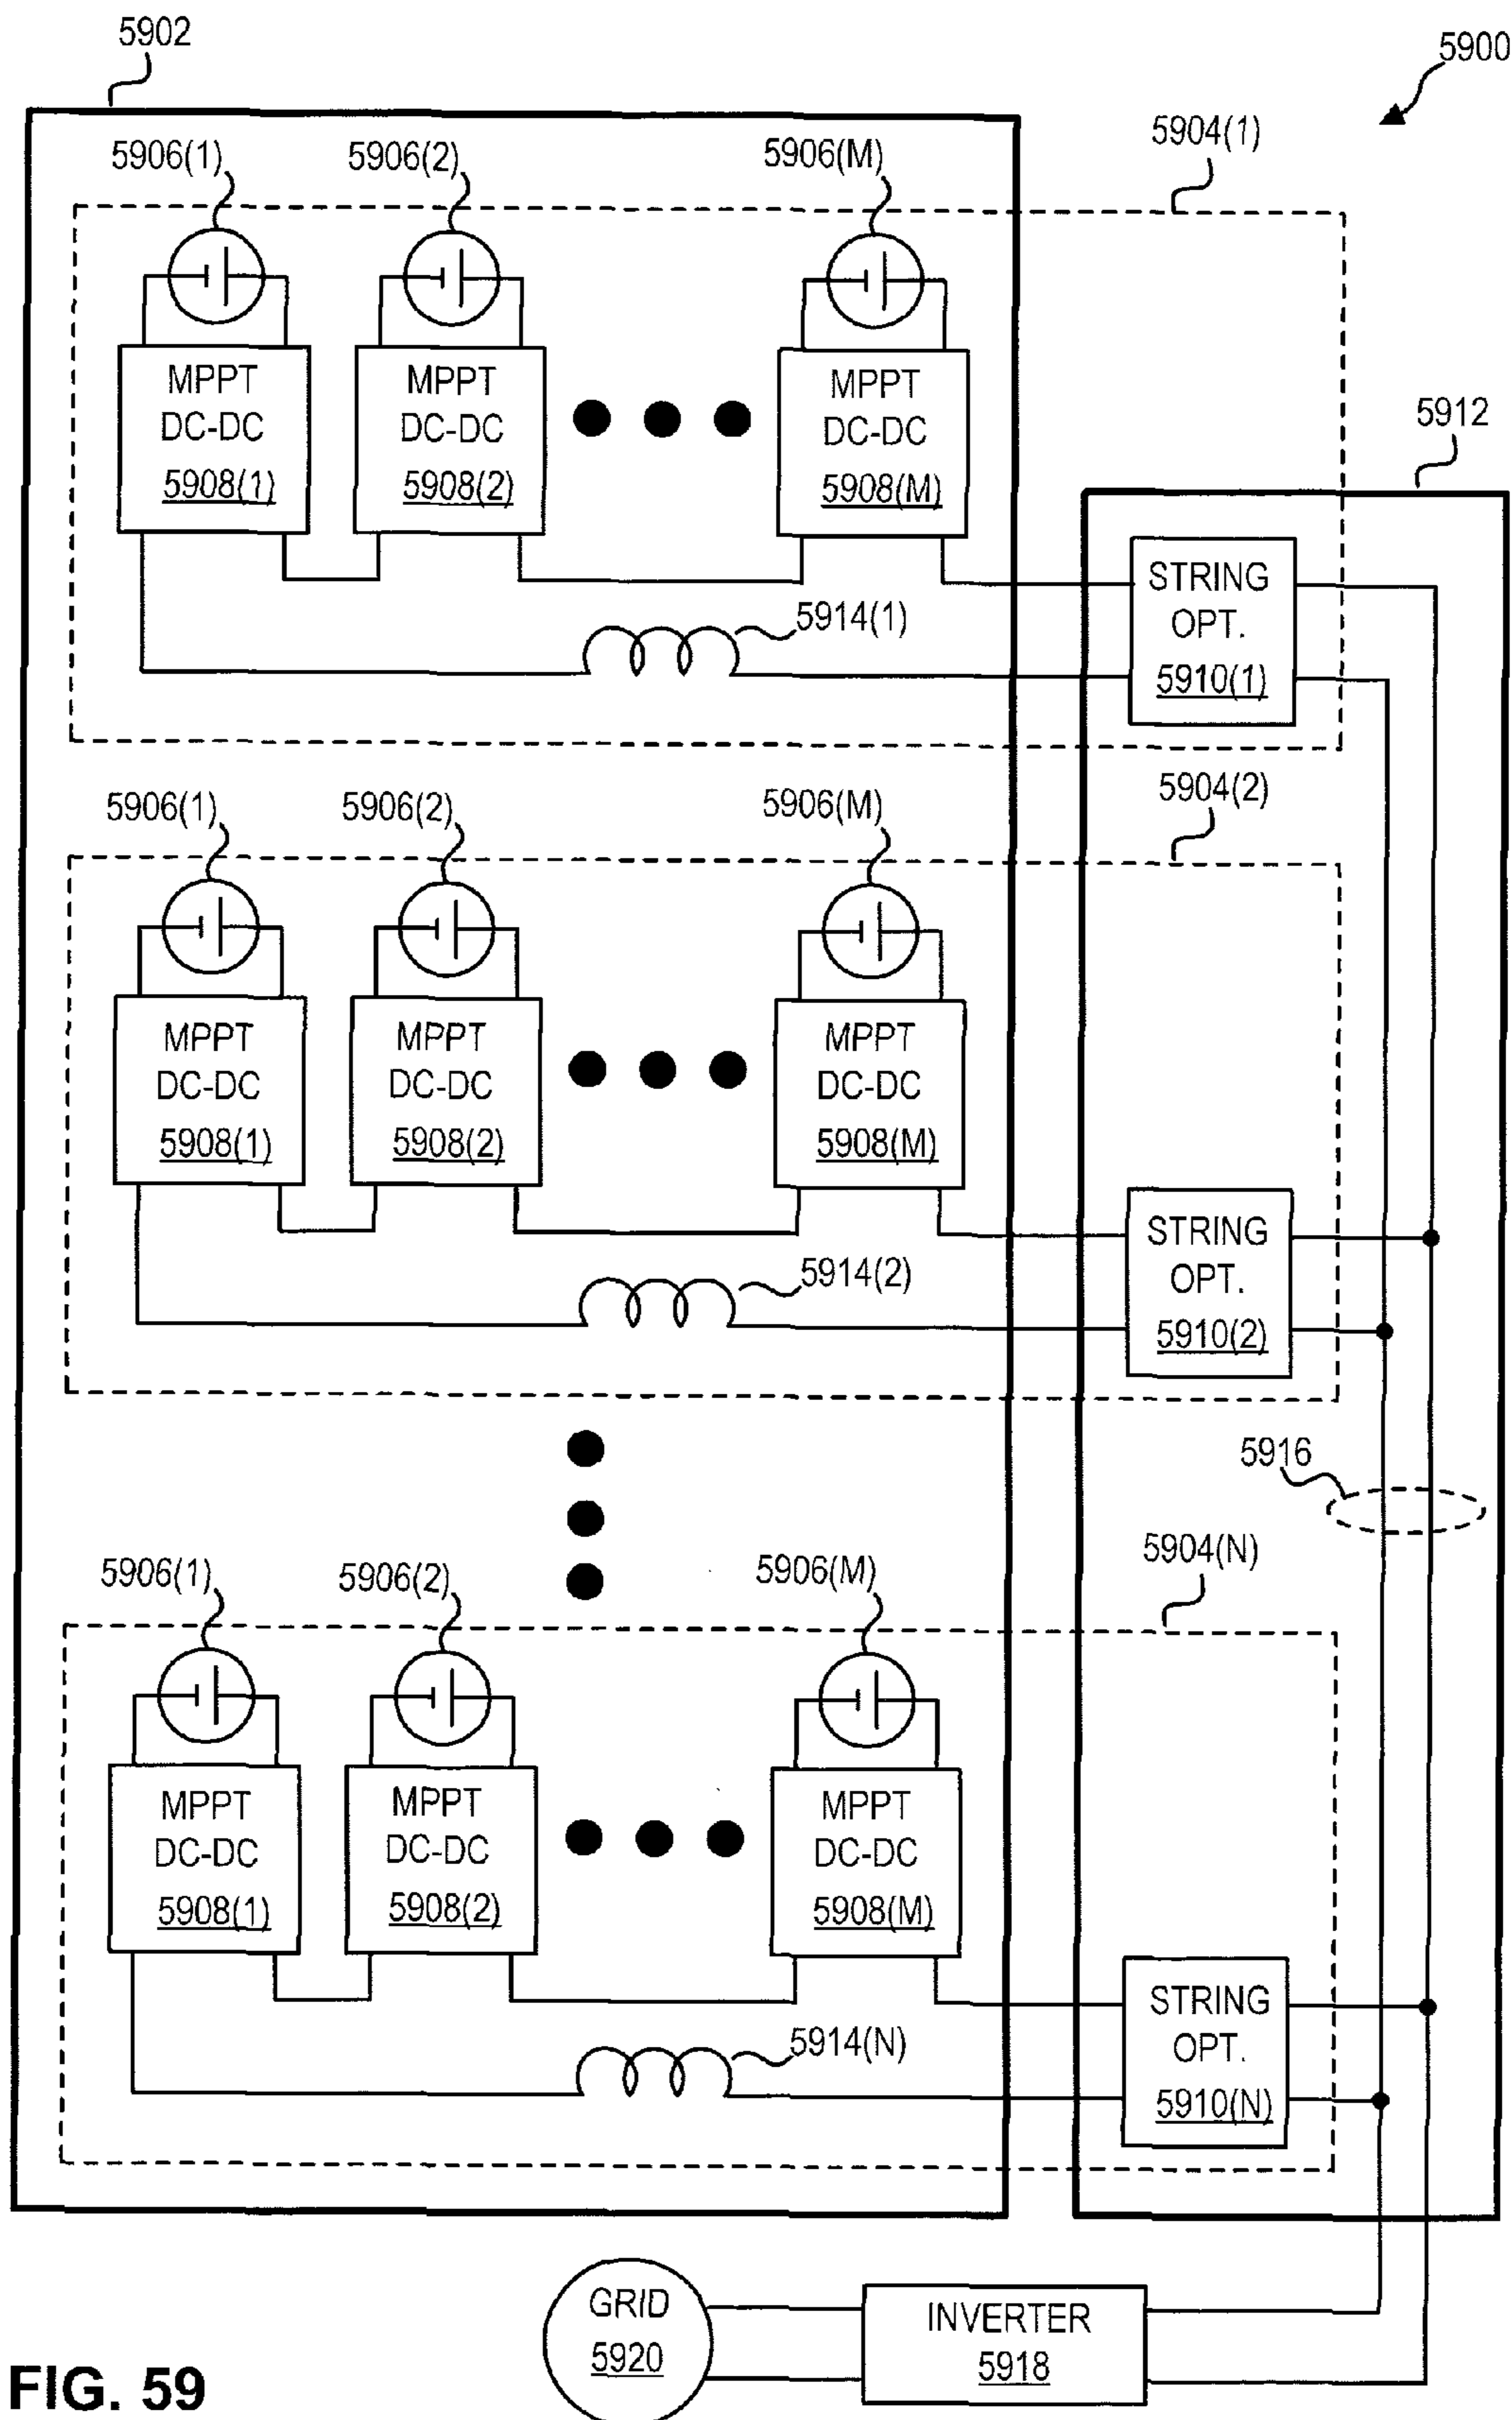 5902
5900
5904(1)
5906(1)
5906(2)
5906(M)
MPPT
DC-DC
5908(1)
MPPT
DC-DC
5908(2)
MPPT
DC-DC
5908(M)
5912
STRING
OPT.
5910(1)
5914(1)
5904(2)
5906(1)
5906(2)
5906(M)
MPPT
DC-DC
5908(1)
MPPT
DC-DC
5908(2)
MPPT
DC-DC
5908(M)
STRING
OPT.
5910(2)
5914(2)
5916
5904(N)
5906(1)
5906(2)
5906(M)
MPPT
DC-DC
5908(1)
MPPT
DC-DC
5908(2)
MPPT
DC-DC
5908(M)
STRING
OPT.
5910(N)
5914(N)
GRID
5920
INVERTER
5918
FIG. 59